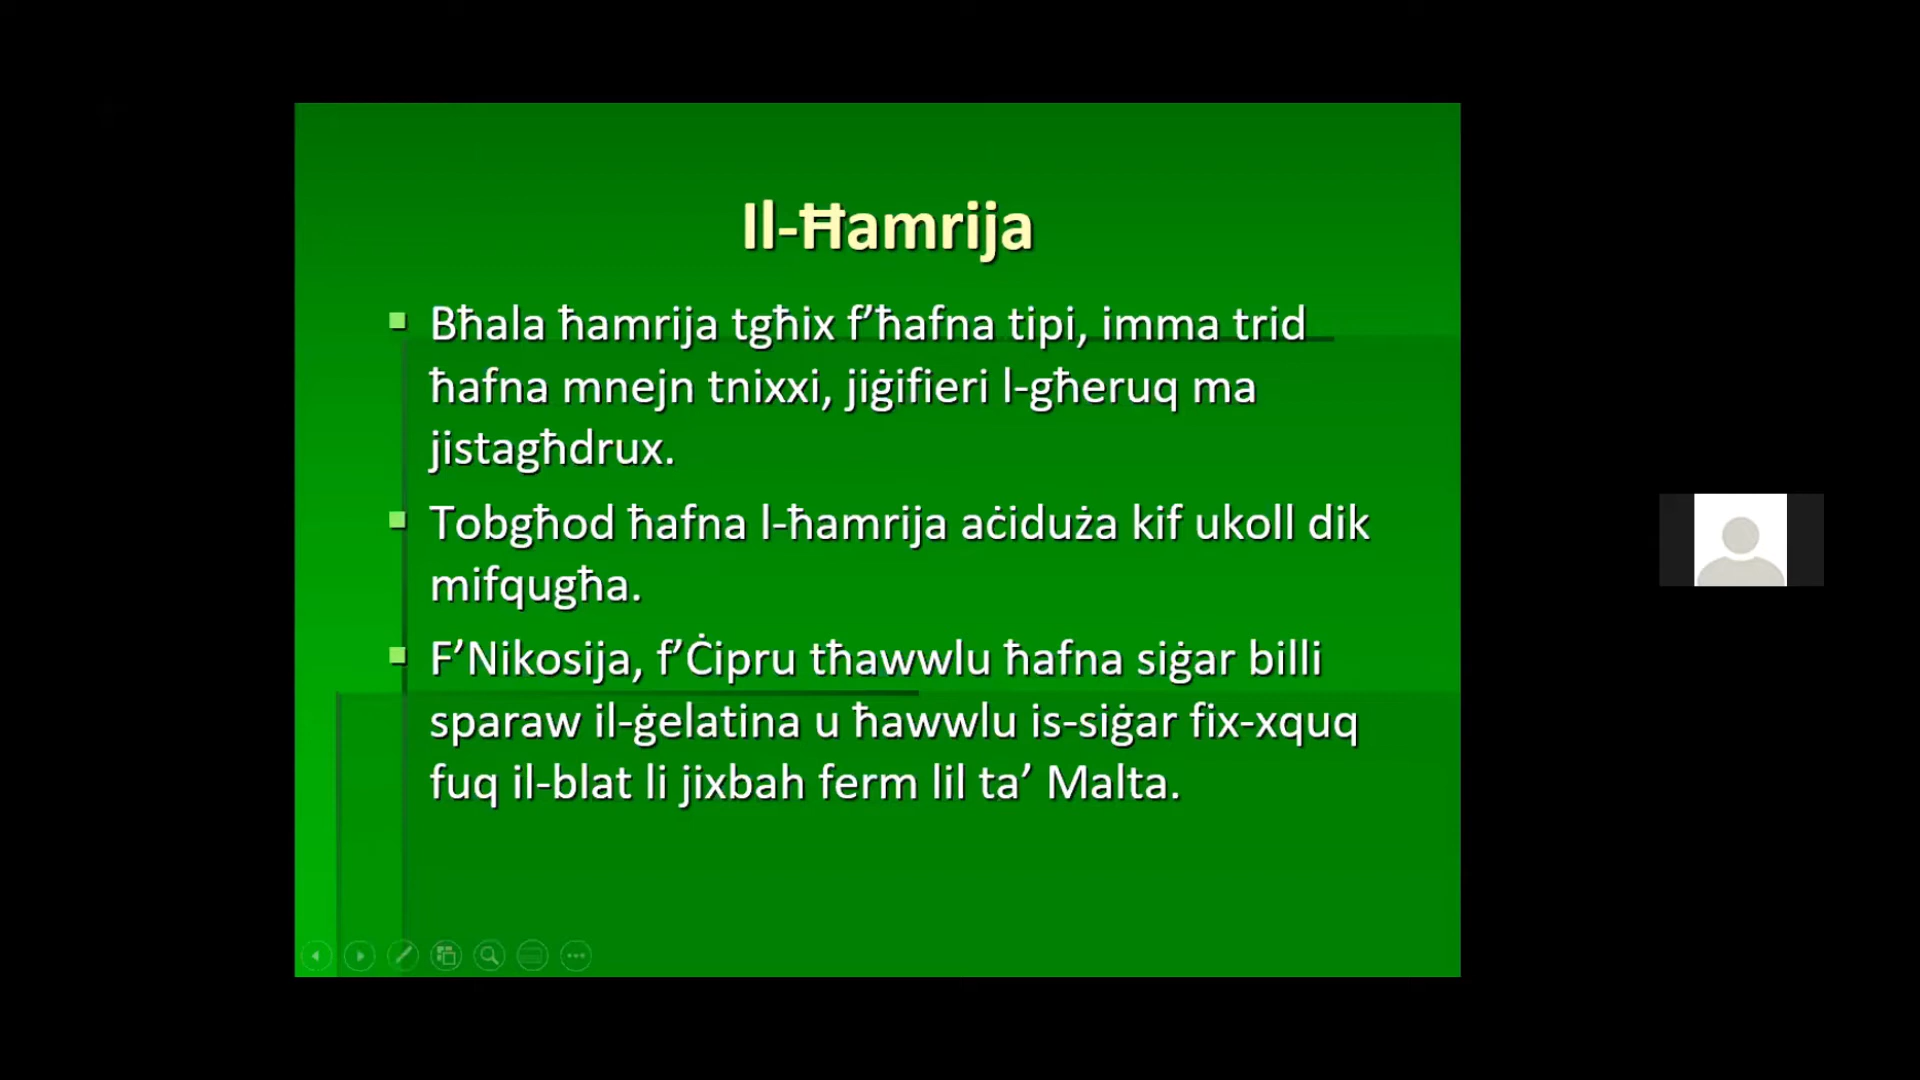 Il-Ħamrija
Bħala ħamrija tgħix f’ħafna tipi, imma trid
ħafna mnejn tnixxi, jiġifieri l-għeruq ma
jistagħdrux.
Tobgħod ħafna l-ħamrija aċiduża kif ukoll dik
mifqugħa.
F’Nikosija, f’Ċipru tħawwlu ħafna siġar billi
sparaw il-ġelatina u ħawwlu is-siġar fix-xquq
fuq il-blat li jixbah ferm lil ta’ Malta.